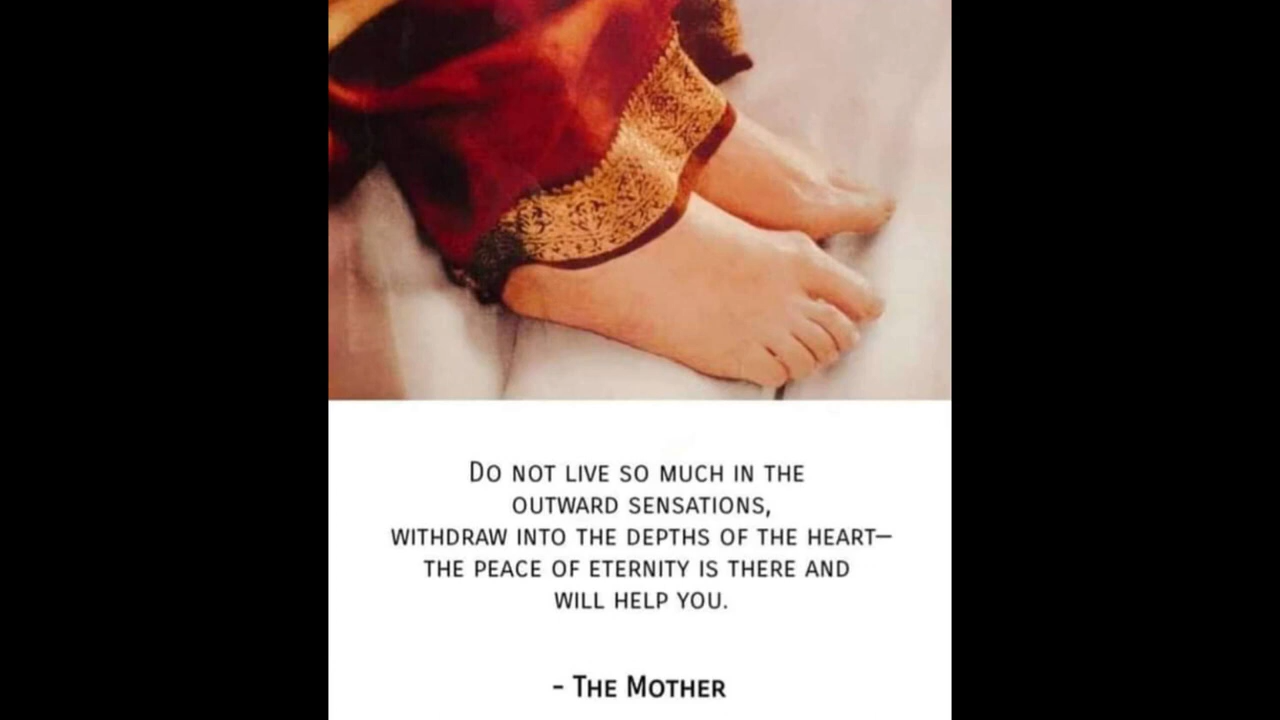 Do not live so much in the
outward sensations,
withdraw into the depths of the heart—
the peace of eternity is there and
will help you.
- The Mother